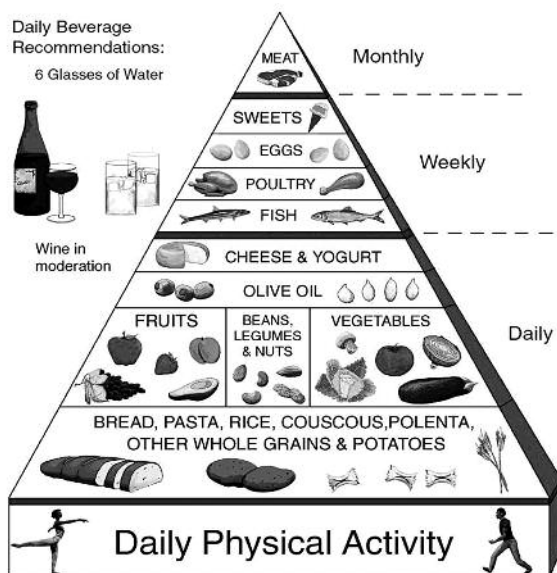 Daily Beverage
Recommendations:
6 Glasses of Water
Wine in
moderation
MEAT
Monthly
SWEETS
EGGS
POULTRY
FISH
Weekly
CHEESE & YOGURT
OLIVE OIL
FRUITS
BEANS,
LEGUMES
& NUTS
VEGETABLES
Daily
BREAD, PASTA, RICE, COUSCOUS,POLENTA,
OTHER WHOLE GRAINS & POTATOES
Daily Physical Activity